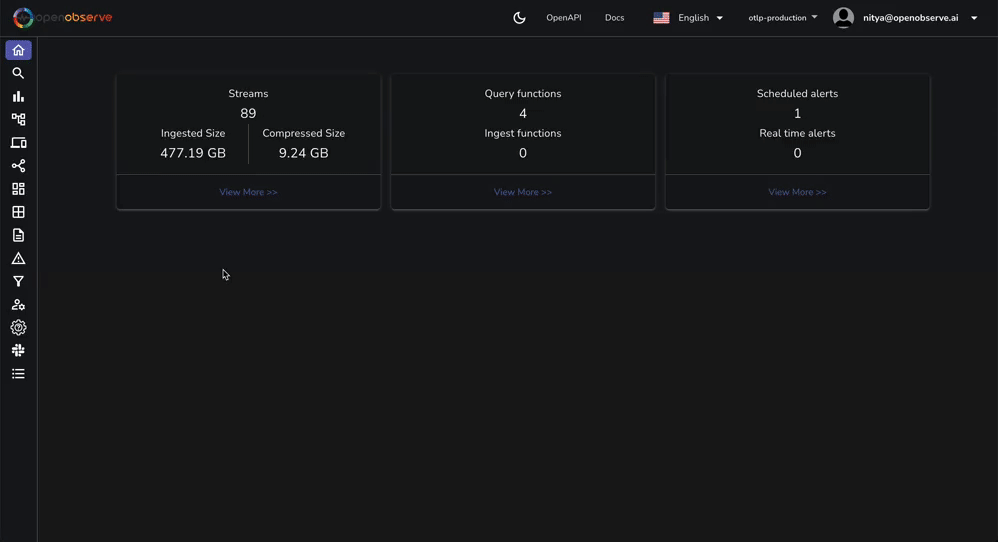 openobserve
OpenAPI
Docs
English
otlp-production
nitya@openobserve.ai
Streams
89
Ingested Size
Compressed Size
477.19 GB
9.24 GB
View More >>
Query functions
4
Ingest functions
0
View More >>
Scheduled alerts
1
Real time alerts
0
View More >>